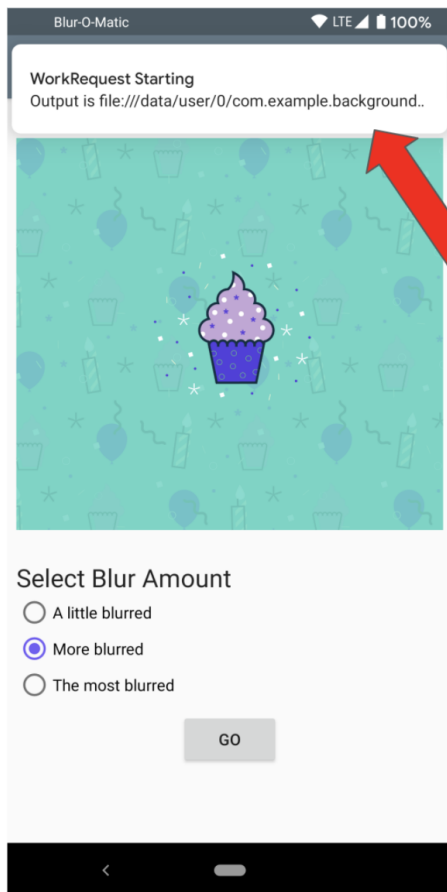 Blur-O-Matic LTE 100%
WorkRequest Starting
Output is file:///data/user/0/com.example.background..
Select Blur Amount
A little blurred
More blurred
The most blurred
GO